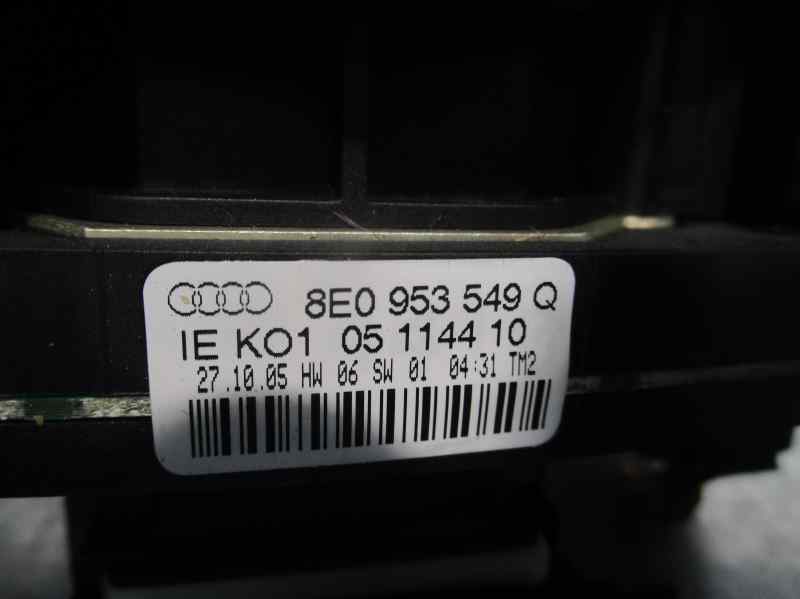 8E0 953 549 Q
IE KO1 05 1144 10
27.10.05 HW 06 SW 01 04:31 TM2